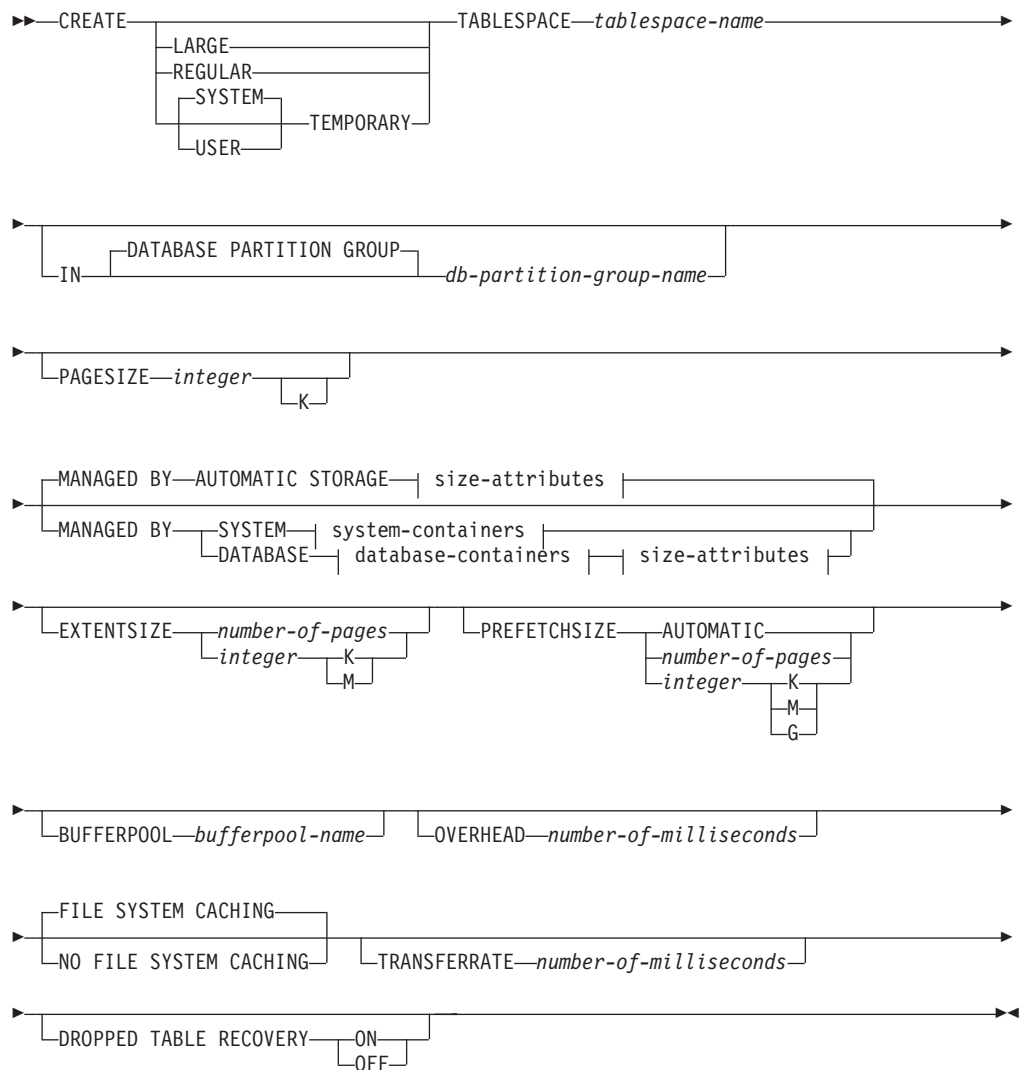 CREATE TABLESPACE tablespace-name
LARGE
REGULAR
SYSTEM
TEMPORARY
USER
DATABASE PARTITION GROUP
IN db-partition-group-name
PAGESIZE integer
K
MANAGED BY AUTOMATIC STORAGE size-attributes
MANAGED BY SYSTEM system-containers
DATABASE database-containers size-attributes
EXTENTSIZE number-of-pages PREFETCHSIZE AUTOMATIC
integer K number-of-pages
M integer K
M
G
BUFFERPOOL bufferpool-name OVERHEAD number-of-milliseconds
FILE SYSTEM CACHING
NO FILE SYSTEM CACHING TRANSFERRATE number-of-milliseconds
DROPPED TABLE RECOVERY ON
OFF